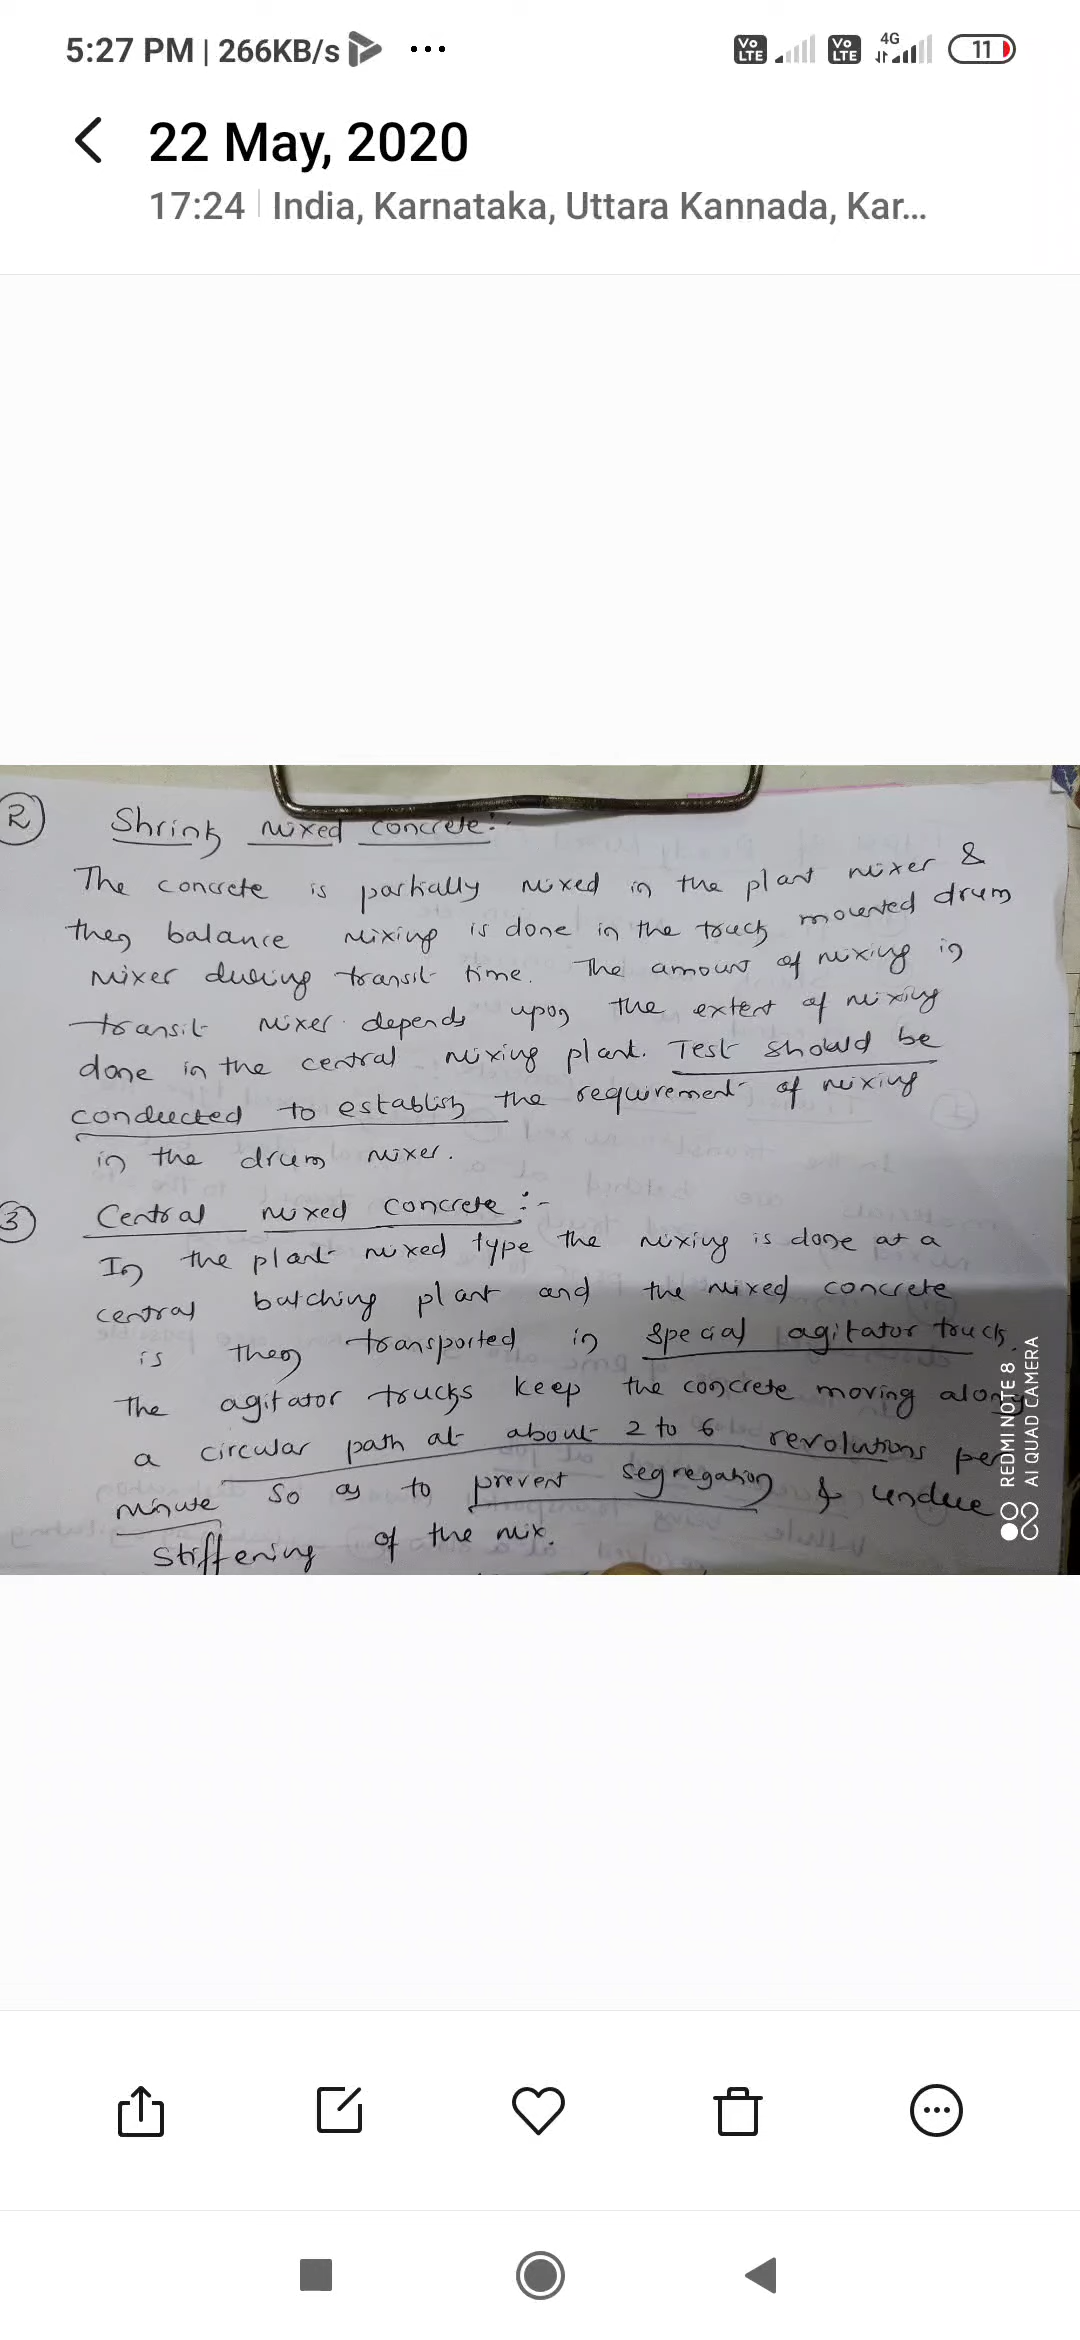 5:27 PM | 266KB/s ...
Vo LTE Vo LTE 4G 11
22 May, 2020
17:24 India, Karnataka, Uttara Kannada, Kar...
2 Shrink mixed concrete:-
The concrete is partially mixed in the plant mixer &
then balance mixing is done in the truck mounted drum
mixer during transit time. The amount of mixing in
transit mixer depends upon the extent of mixing
done in the central mixing plant. Test should be
conducted to establish the requirement of mixing
in the drum mixer.
3 Central mixed concrete :-
In the plant mixed type the mixing is done at a
central batching plant and the mixed concrete
is then transported in special agitator truck.
The agitator trucks keep the concrete moving along
a circular path at about 2 to 6 revolutions per
minute so as to prevent segregation & undue
stiffening of the mix.
REDMI NOTE 8
AI QUAD CAMERA